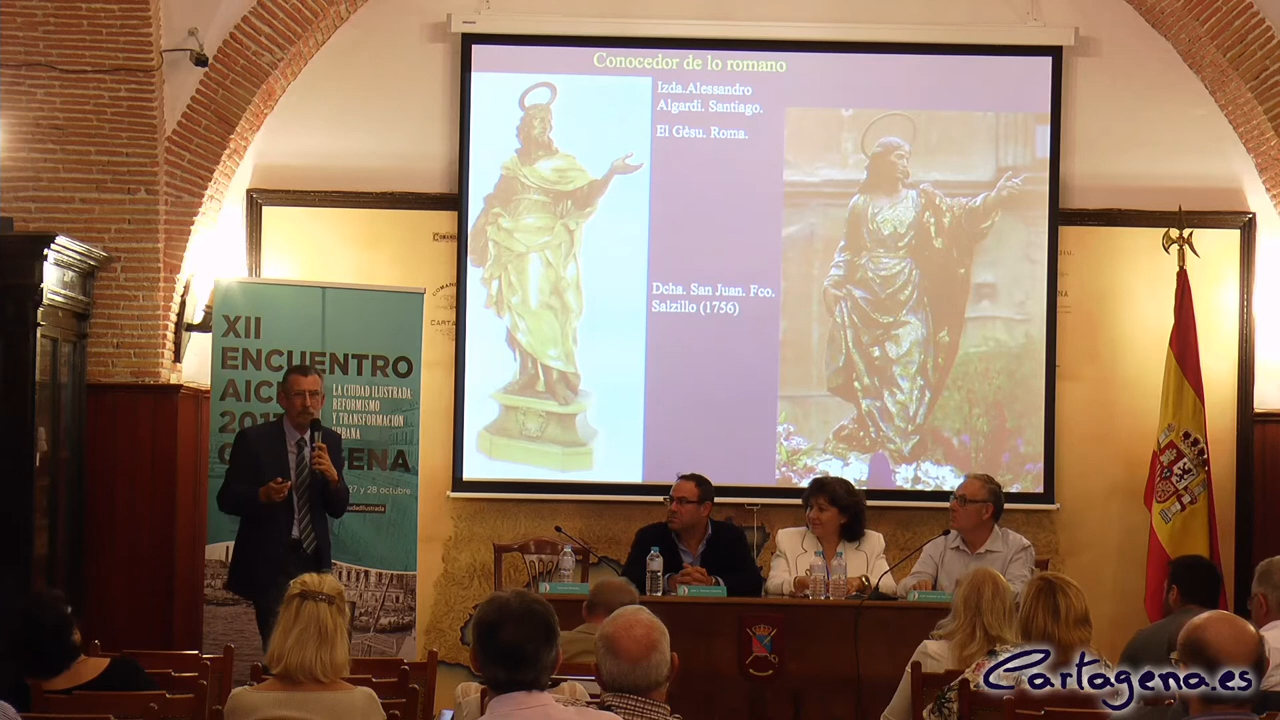 Conocedor de lo romano
Izda.Alessandro
Algardi. Santiago.
El Gèsu. Roma.
Dcha. San Juan. Fco.
Salzillo (1756)
XII
ENCUENTRO
LA CIUDAD ILUSTRADA:
REFORMISMO
Y TRANSFORMACIÓN
27 y 28 octubre
Cartagena.es